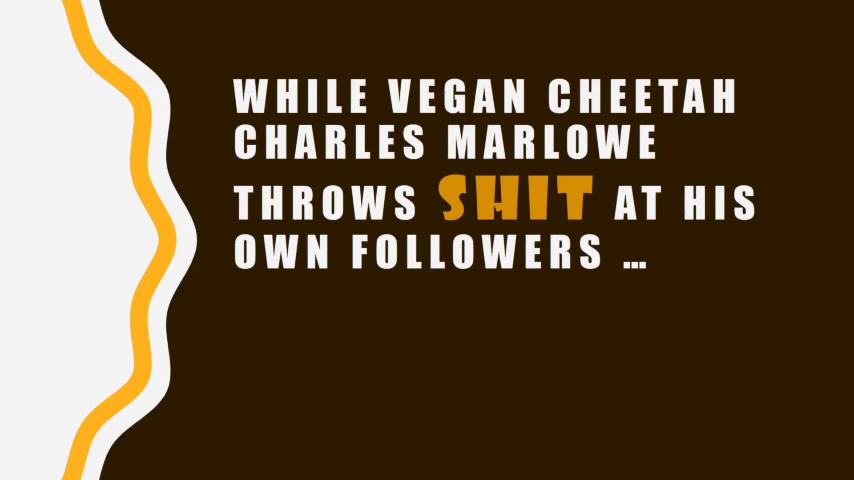 WHILE VEGAN CHEETAH
CHARLES MARLOWE
THROWS SHIT AT HIS
OWN FOLLOWERS …